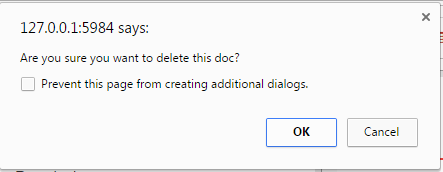 127.0.0.1:5984 says:
Are you sure you want to delete this doc?
Prevent this page from creating additional dialogs.
OK Cancel